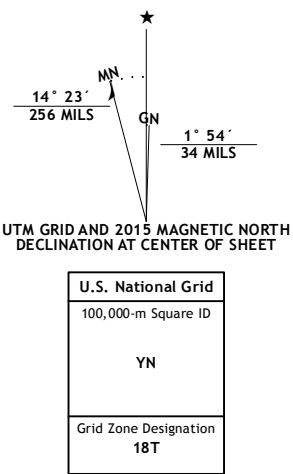 MN
GN
14° 23´
256 MILS
1° 54´
34 MILS
UTM GRID AND 2015 MAGNETIC NORTH
DECLINATION AT CENTER OF SHEET
U.S. National Grid
100,000-m Square ID
YN
Grid Zone Designation
18T